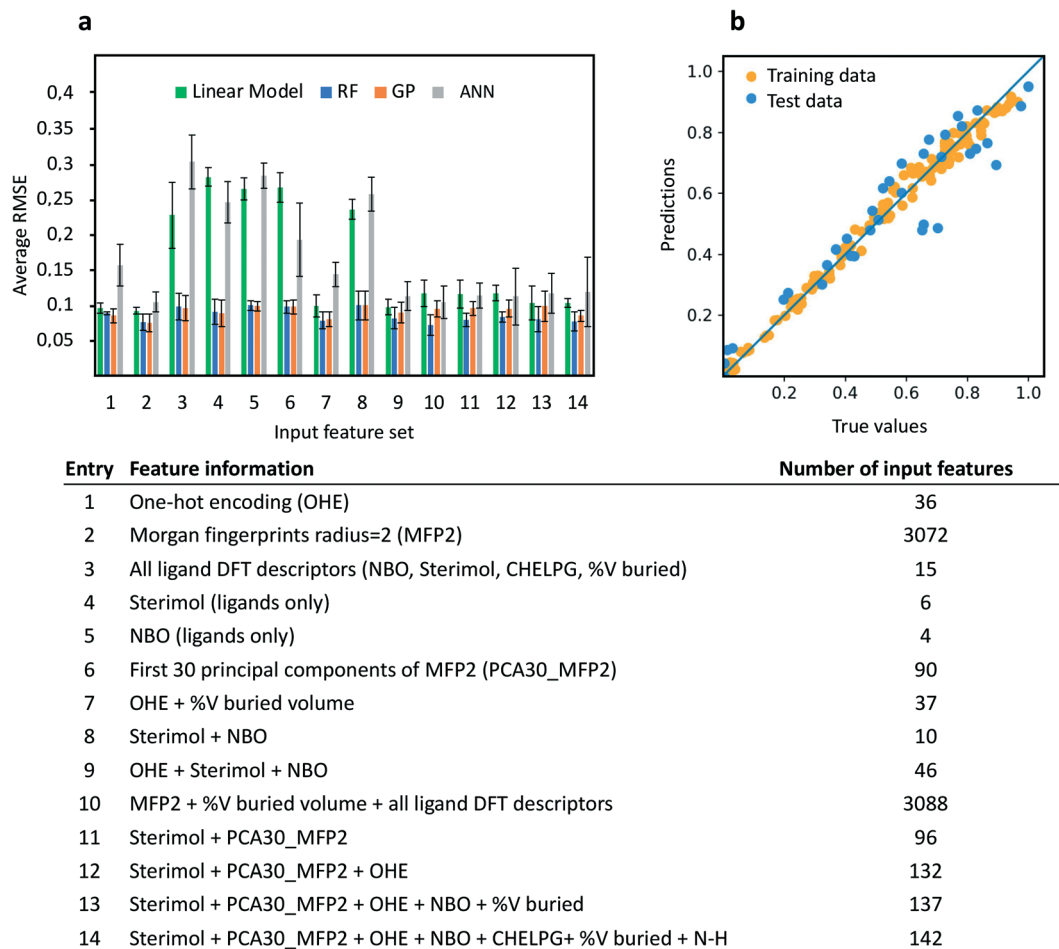 a
Linear Model RF GP ANN
0,4
0.35
0.3
0.25
0,2
0.15
0.1
0.05
Average RMSE
1 2 3 4 5 6 7 8 9 10 11 12 13 14
Input feature set
b
Training data
Test data
1.0
0.8
0.6
0.4
0.2
Predictions
0.2 0.4 0.6 0.8 1.0
True values
Entry Feature information Number of input features
1 One-hot encoding (OHE) 36
2 Morgan fingerprints radius=2 (MFP2) 3072
3 All ligand DFT descriptors (NBO, Sterimol, CHELPG, %V buried) 15
4 Sterimol (ligands only) 6
5 NBO (ligands only) 4
6 First 30 principal components of MFP2 (PCA30_MFP2) 90
7 OHE + %V buried volume 37
8 Sterimol + NBO 10
9 OHE + Sterimol + NBO 46
10 MFP2 + %V buried volume + all ligand DFT descriptors 3088
11 Sterimol + PCA30_MFP2 96
12 Sterimol + PCA30_MFP2 + OHE 132
13 Sterimol + PCA30_MFP2 + OHE + NBO + %V buried 137
14 Sterimol + PCA30_MFP2 + OHE + NBO + CHELPG+ %V buried + N-H 142